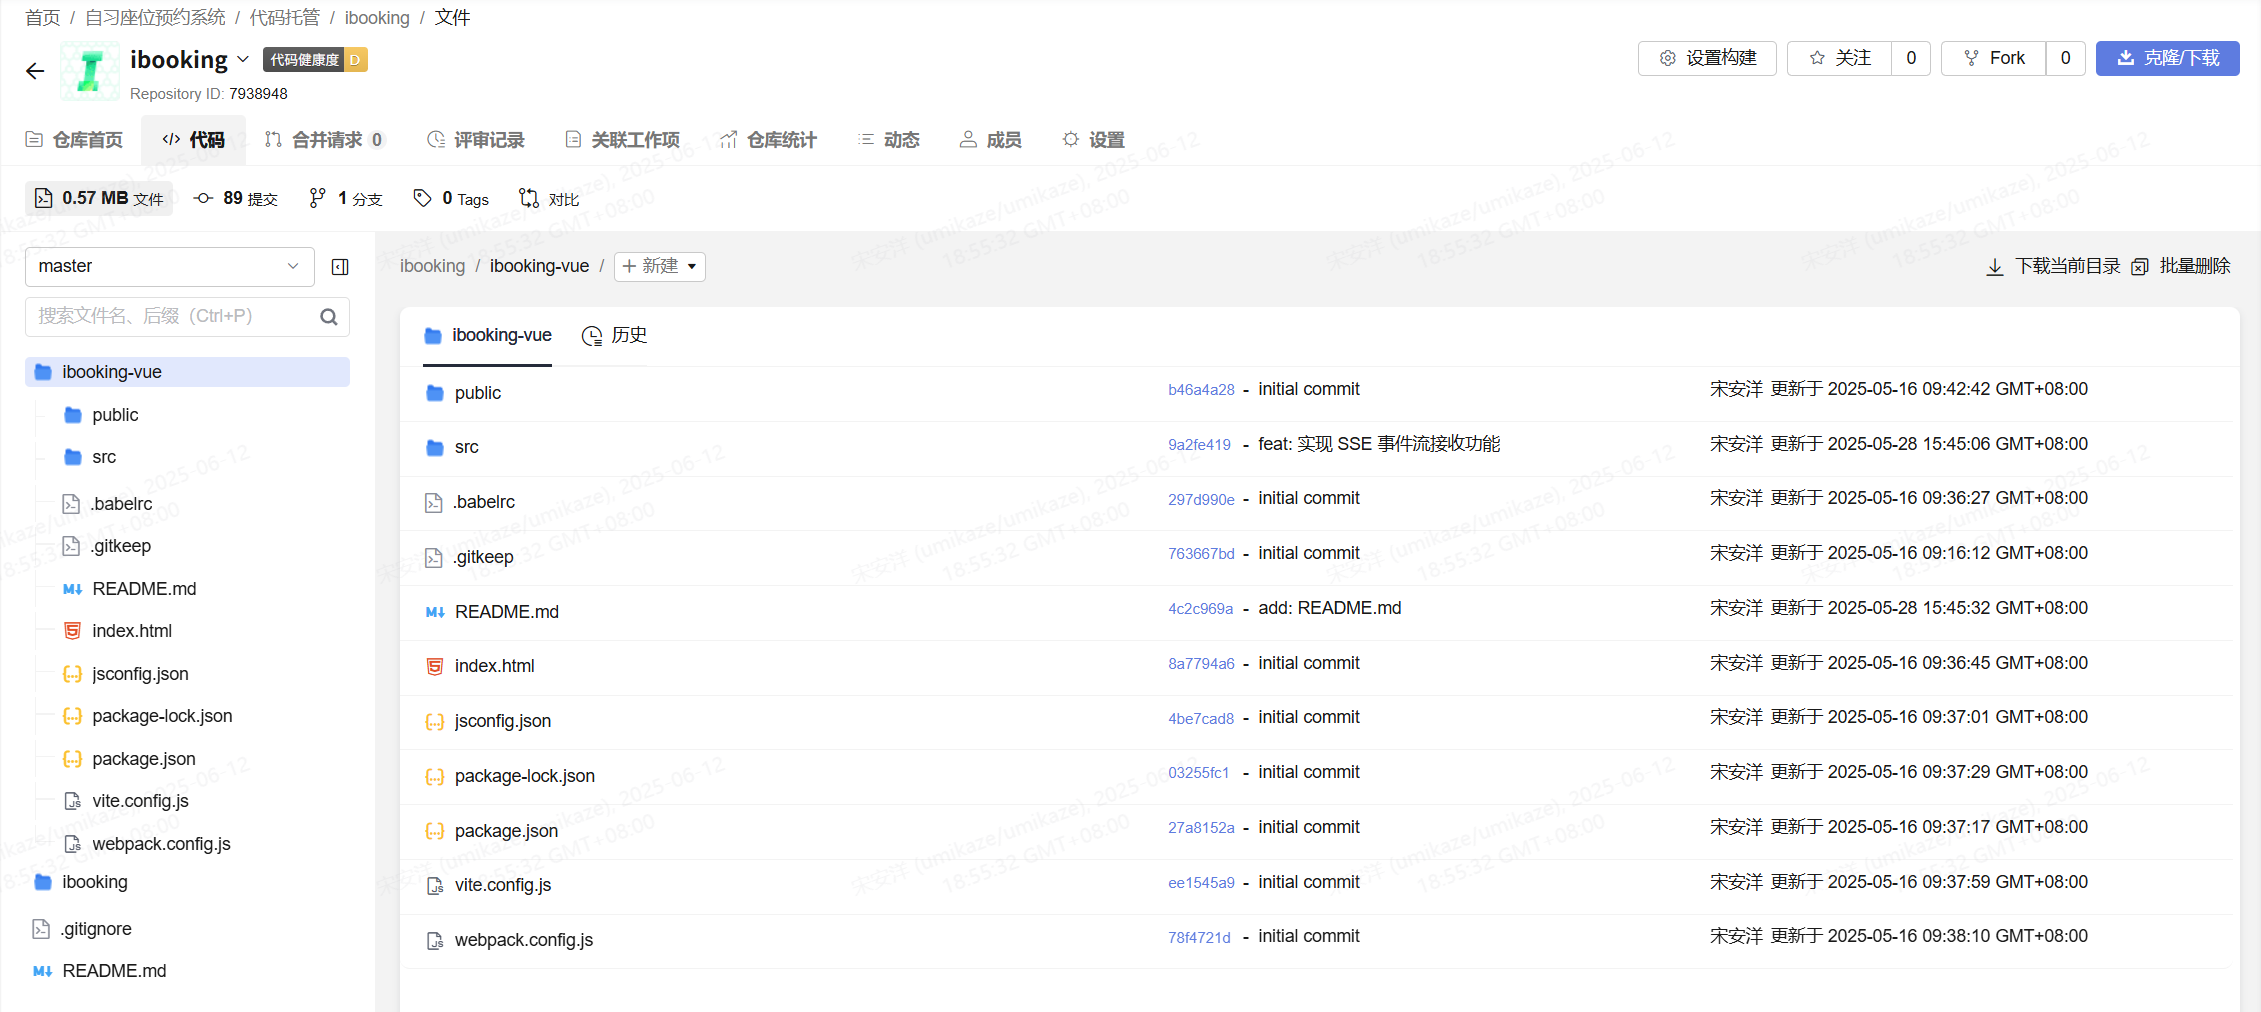 首页 / 自习座位预约系统 / 代码托管 / ibooking / 文件
ibooking 代码健康度 D
Repository ID: 7938948
设置构建 关注 0 Fork 0 克隆/下载
仓库首页 代码 合并请求 0 评审记录 关联工作项 仓库统计 动态 成员 设置
0.57 MB 文件 89 提交 1 分支 0 Tags 对比
master
搜索文件名、后缀（Ctrl+P）
ibooking-vue
public
src
.babelrc
.gitkeep
README.md
index.html
jsconfig.json
package-lock.json
package.json
vite.config.js
webpack.config.js
ibooking
.gitignore
README.md
ibooking / ibooking-vue / + 新建
下载当前目录 批量删除
ibooking-vue 历史
public b46a4a28 - initial commit 宋安洋 更新于 2025-05-16 09:42:42 GMT+08:00
src 9a2fe419 - feat: 实现 SSE 事件流接收功能 宋安洋 更新于 2025-05-28 15:45:06 GMT+08:00
.babelrc 297d990e - initial commit 宋安洋 更新于 2025-05-16 09:36:27 GMT+08:00
.gitkeep 763667bd - initial commit 宋安洋 更新于 2025-05-16 09:16:12 GMT+08:00
README.md 4c2c969a - add: README.md 宋安洋 更新于 2025-05-28 15:45:32 GMT+08:00
index.html 8a7794a6 - initial commit 宋安洋 更新于 2025-05-16 09:36:45 GMT+08:00
jsconfig.json 4be7cad8 - initial commit 宋安洋 更新于 2025-05-16 09:37:01 GMT+08:00
package-lock.json 03255fc1 - initial commit 宋安洋 更新于 2025-05-16 09:37:29 GMT+08:00
package.json 27a8152a - initial commit 宋安洋 更新于 2025-05-16 09:37:17 GMT+08:00
vite.config.js ee1545a9 - initial commit 宋安洋 更新于 2025-05-16 09:37:59 GMT+08:00
webpack.config.js 78f4721d - initial commit 宋安洋 更新于 2025-05-16 09:38:10 GMT+08:00
宋安洋 (umikaze/umikaze), 2025-06-12
18:55:32 GMT+08:00